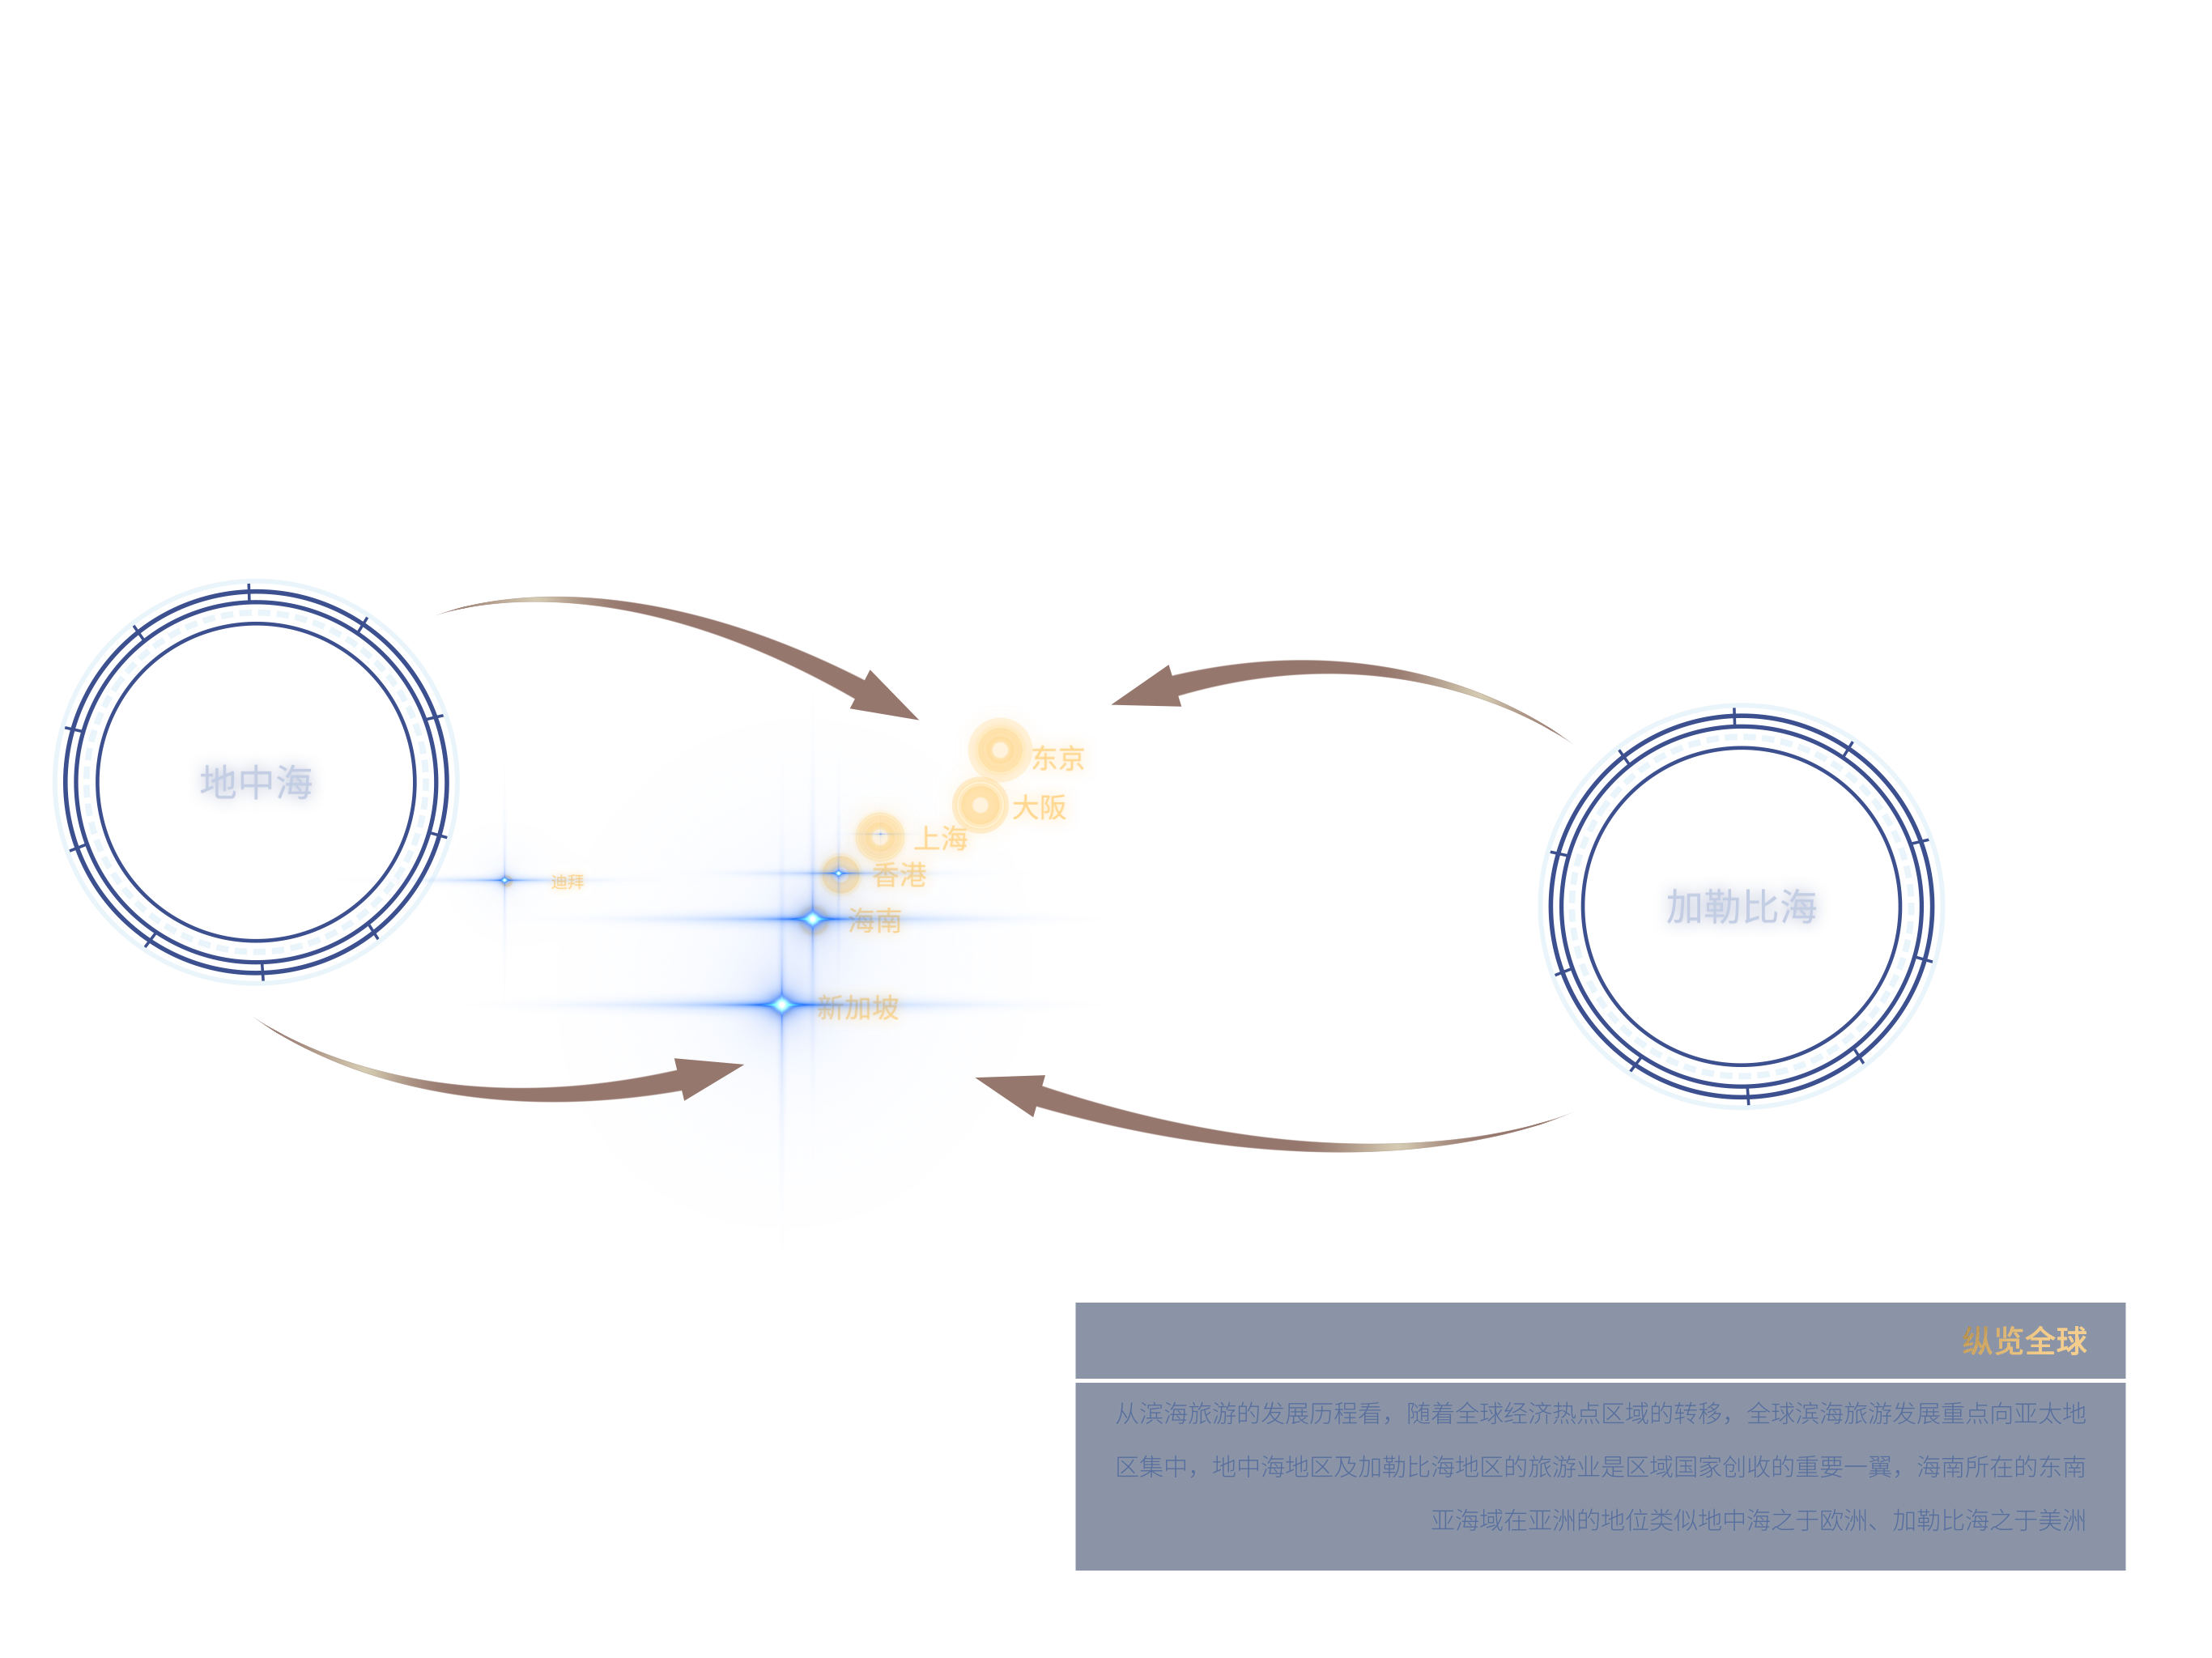 地中海
东京
大阪
上海
香港
迪拜
海南
加勒比海
新加坡
纵览全球
从滨海旅游的发展历程看，随着全球经济热点区域的转移，全球滨海旅游发展重点向亚太地
区集中，地中海地区及加勒比海地区的旅游业是区域国家创收的重要一翼，海南所在的东南
亚海域在亚洲的地位类似地中海之于欧洲、加勒比海之于美洲